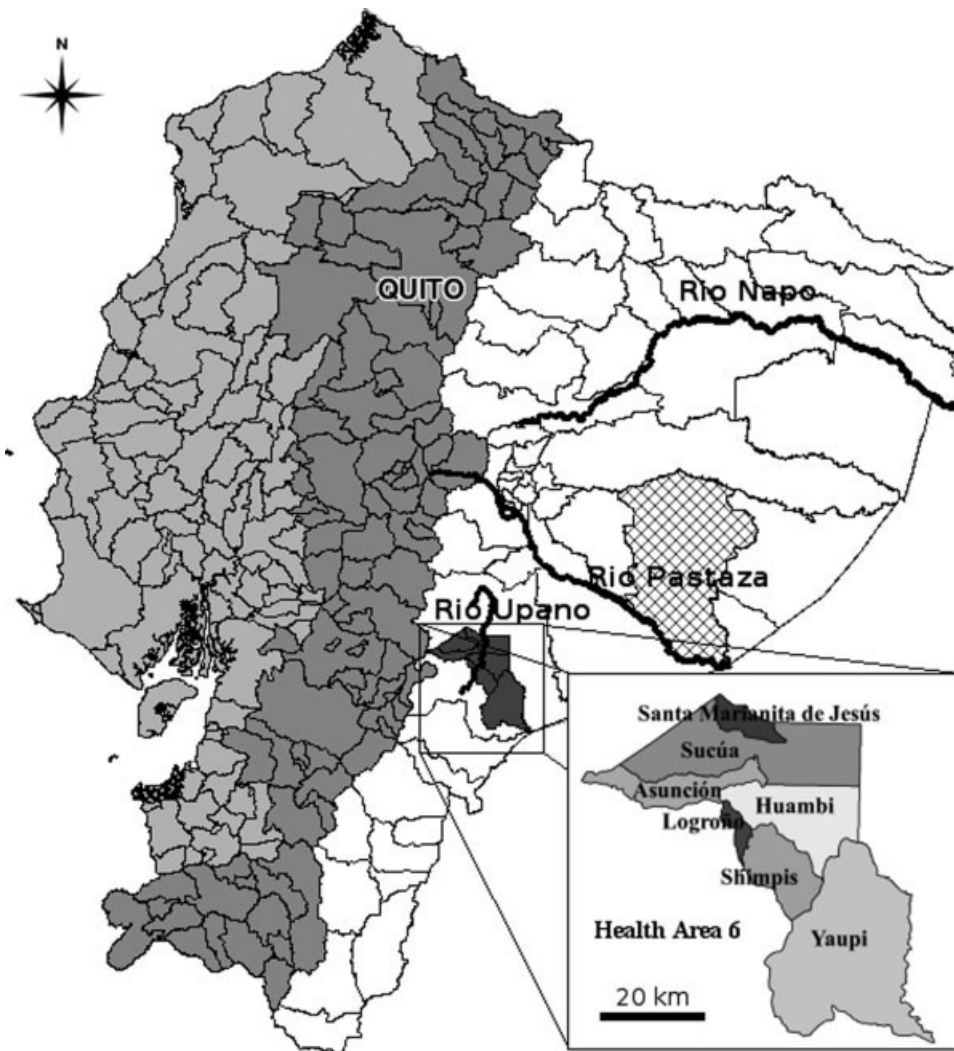 N
QUITO
Rio Napo
Rio Pastaza
Rio Upano
Santa Marianita de Jesús
Sucúa
Asunción
Huambi
Logroño
Shimpis
Health Area 6
Yaupi
20 km